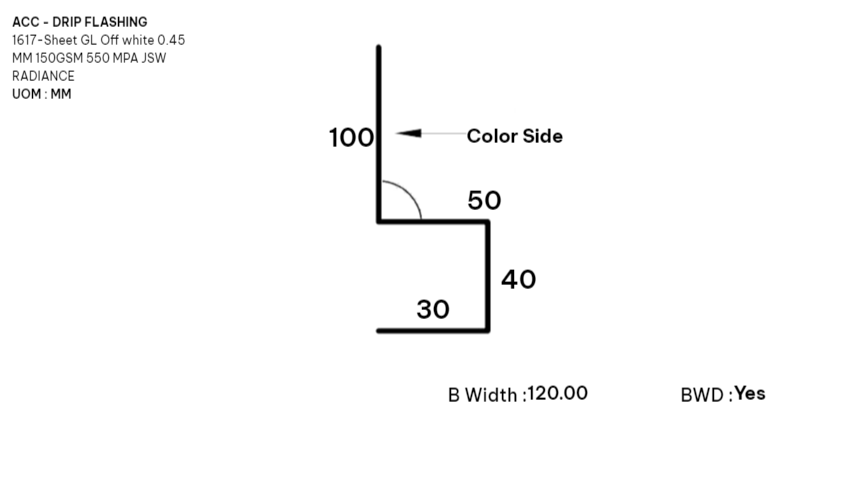 ACC - DRIP FLASHING
1617-Sheet GL Off white 0.45
MM 150GSM 550 MPA JSW
RADIANCE
UOM : MM
100
Color Side
50
40
30
B Width :120.00
BWD :Yes